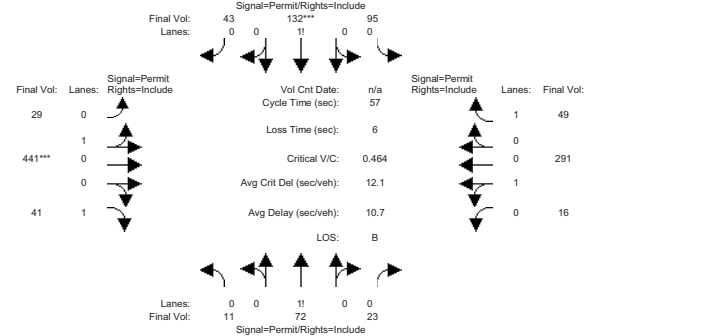 Signal=Permit/Rights=Include
Final Vol: 43 132*** 95
Lanes: 0 0 1! 0 0
Signal=Permit
Final Vol: Lanes: Rights=Include
Vol Cnt Date: n/a
Signal=Permit
Rights=Include Lanes: Final Vol:
Cycle Time (sec): 57
29 0
1 49
Loss Time (sec): 6
1
0
441*** 0
Critical V/C: 0.464
0 291
0
Avg Crit Del (sec/veh): 12.1
1
41 1
Avg Delay (sec/veh): 10.7
0 16
LOS: B
Lanes: 0 0 1! 0 0
Final Vol: 11 72 23
Signal=Permit/Rights=Include